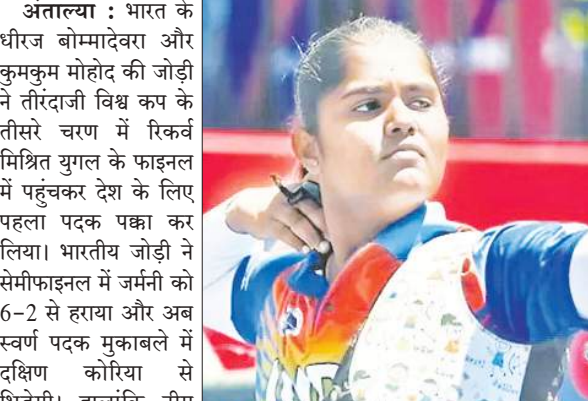 अंताल्या : भारत के
धीरज बोम्मादेवरा और
कुमकुम मोहोद की जोड़ी
ने तीरंदाजी विश्व कप के
तीसरे चरण में रिकर्व
मिश्रित युगल के फाइनल
में पहुंचकर देश के लिए
पहला पदक पक्का कर
लिया। भारतीय जोड़ी ने
सेमीफाइनल में जर्मनी को
6-2 से हराया और अब
स्वर्ण पदक मुकाबले में
दक्षिण कोरिया से